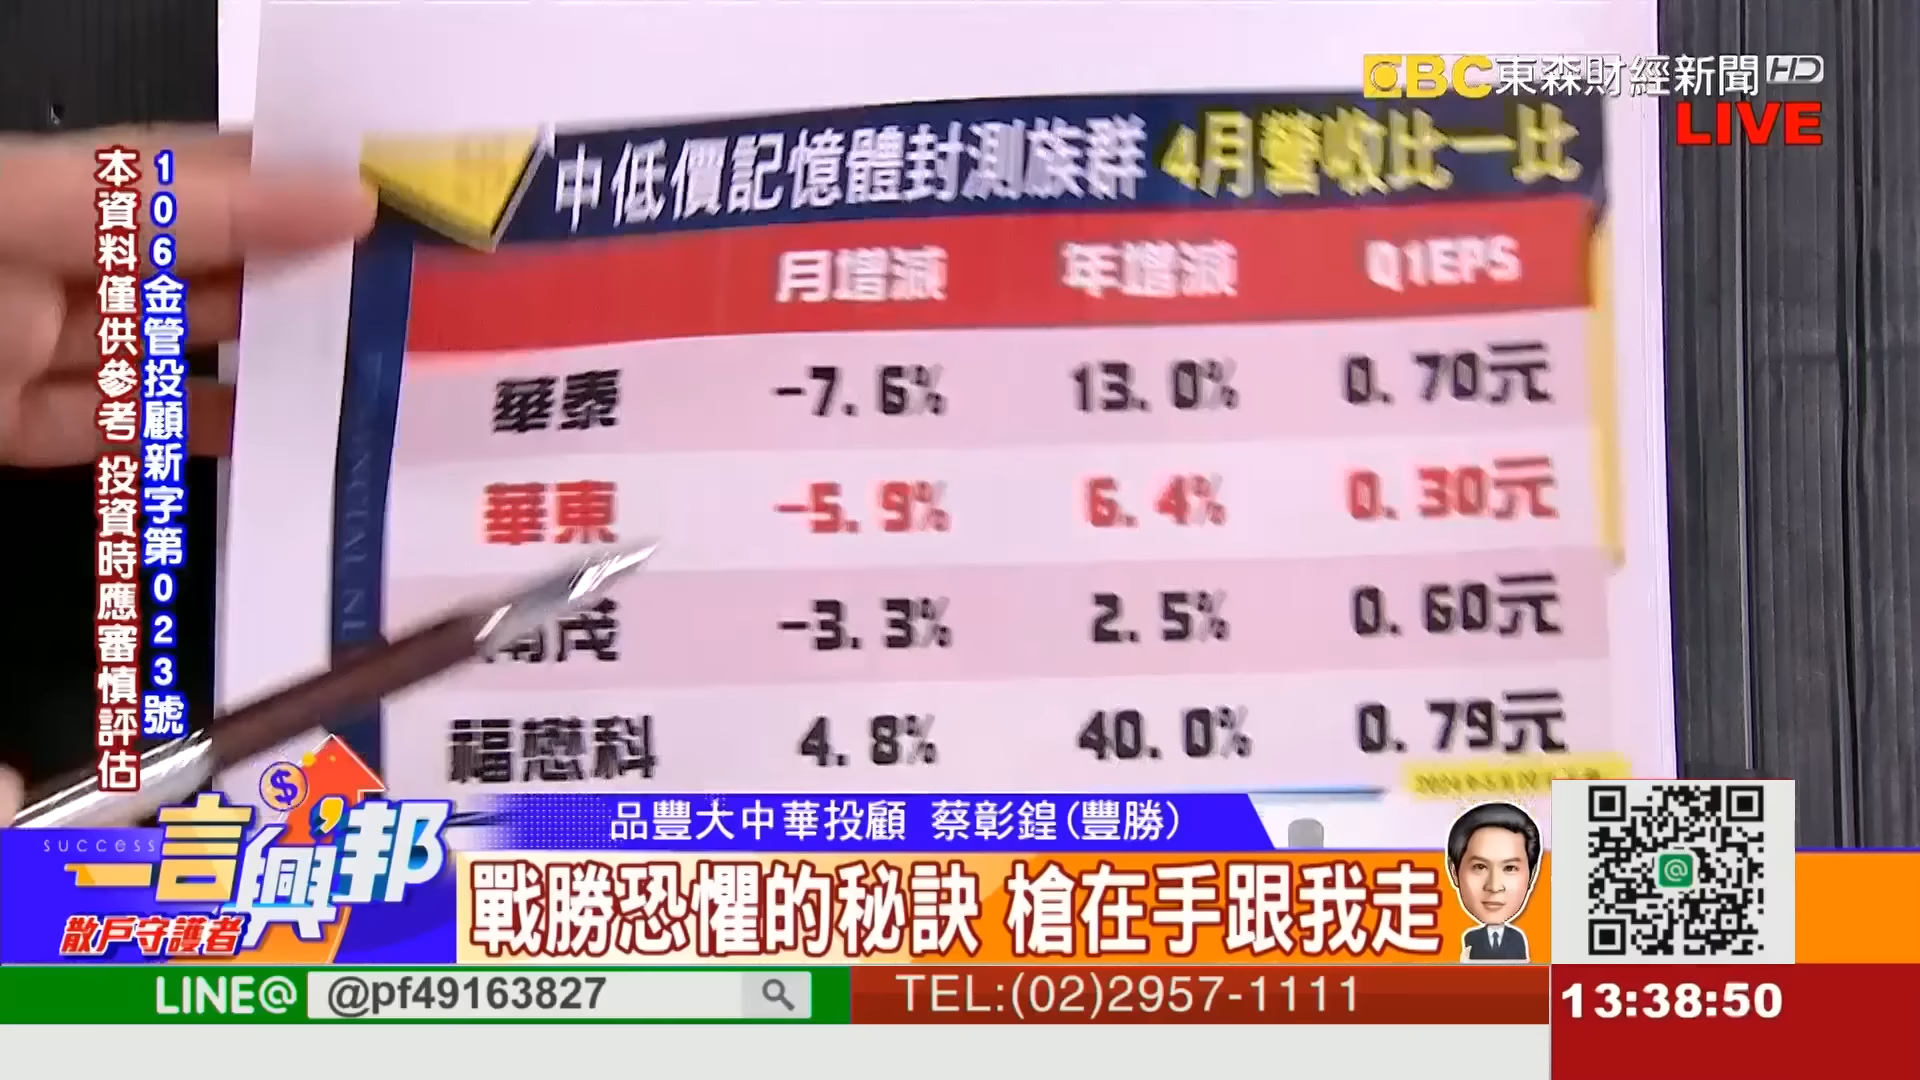 EBC東森財經新聞HD
LIVE
106金管投顧新字第023號
本資料僅供參考 投資時應審慎評估
中低價記憶體封測族群 4月營收比一比
月增減 年增減 Q1EPS
華泰 -7.6% 13.0% 0.70元
華東 -5.9% 6.4% 0.30元
茂 -3.3% 2.5% 0.60元
福懋科 4.8% 40.0% 0.79元
品豐大中華投顧 蔡彰鍠(豐勝)
success
一言興邦
散戶守護者
戰勝恐懼的秘訣 槍在手跟我走
LINE@ @pf49163827 TEL:(02)2957-1111
13:38:50